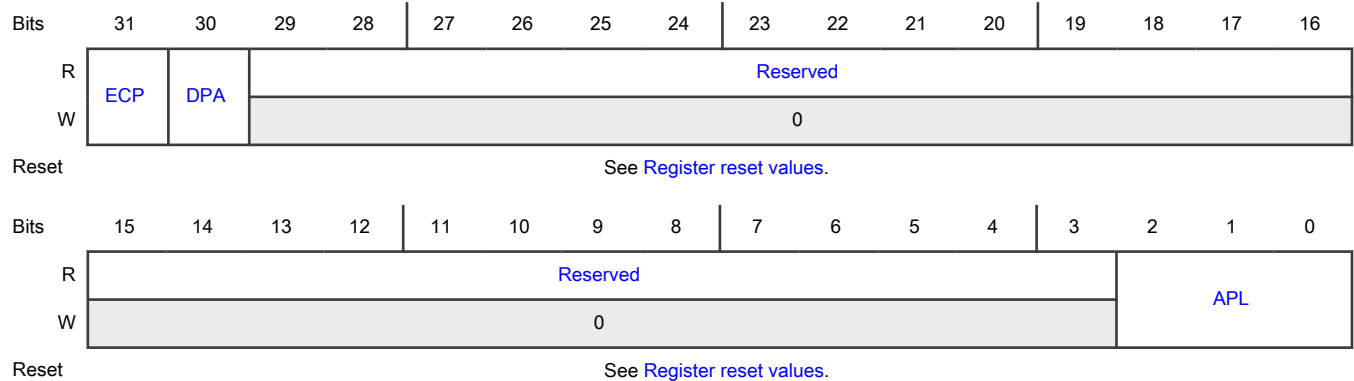 Bits 31 30 29 28 27 26 25 24 23 22 21 20 19 18 17 16
R Reserved
ECP DPA
W 0
Reset See Register reset values.
Bits 15 14 13 12 11 10 9 8 7 6 5 4 3 2 1 0
R Reserved
APL
W 0
Reset See Register reset values.